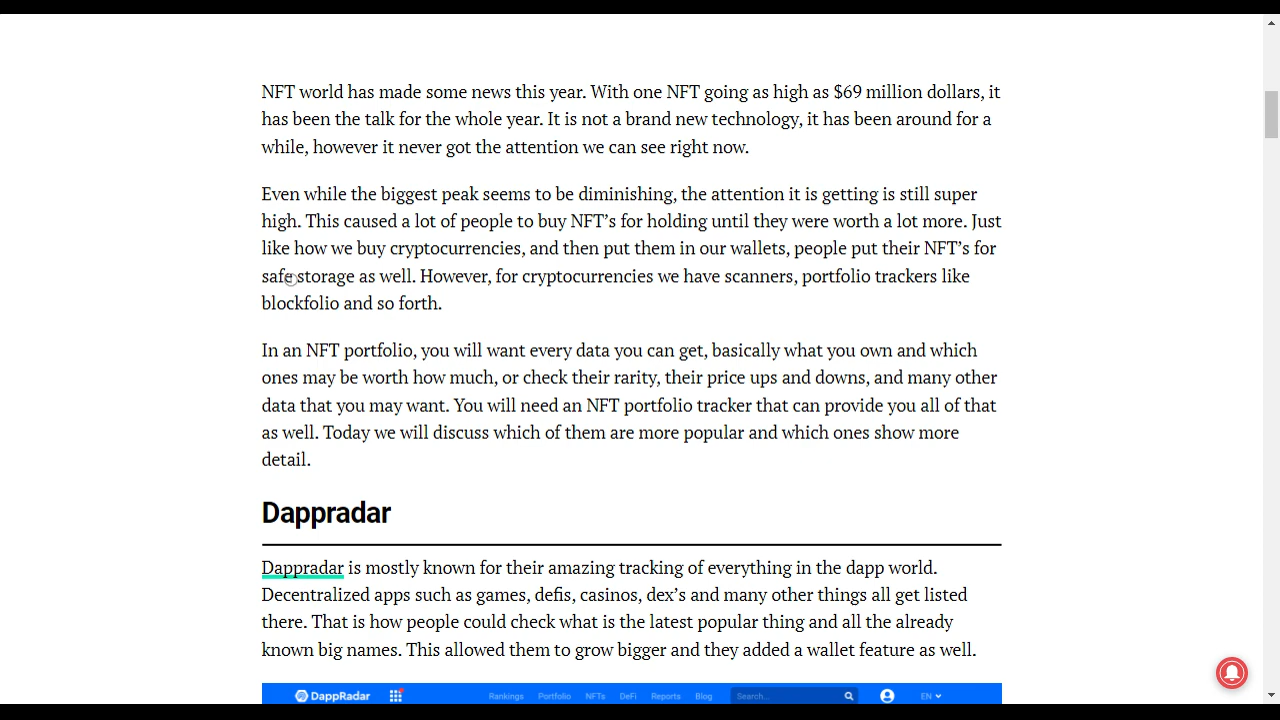 NFT world has made some news this year. With one NFT going as high as $69 million dollars, it
has been the talk for the whole year. It is not a brand new technology, it has been around for a
while, however it never got the attention we can see right now.
Even while the biggest peak seems to be diminishing, the attention it is getting is still super
high. This caused a lot of people to buy NFT’s for holding until they were worth a lot more. Just
like how we buy cryptocurrencies, and then put them in our wallets, people put their NFT’s for
safe storage as well. However, for cryptocurrencies we have scanners, portfolio trackers like
blockfolio and so forth.
In an NFT portfolio, you will want every data you can get, basically what you own and which
ones may be worth how much, or check their rarity, their price ups and downs, and many other
data that you may want. You will need an NFT portfolio tracker that can provide you all of that
as well. Today we will discuss which of them are more popular and which ones show more
detail.
Dappradar
Dappradar is mostly known for their amazing tracking of everything in the dapp world.
Decentralized apps such as games, defis, casinos, dex’s and many other things all get listed
there. That is how people could check what is the latest popular thing and all the already
known big names. This allowed them to grow bigger and they added a wallet feature as well.
DappRadar Rankings Portfolio NFTs DeFi Reports Blog Search... EN